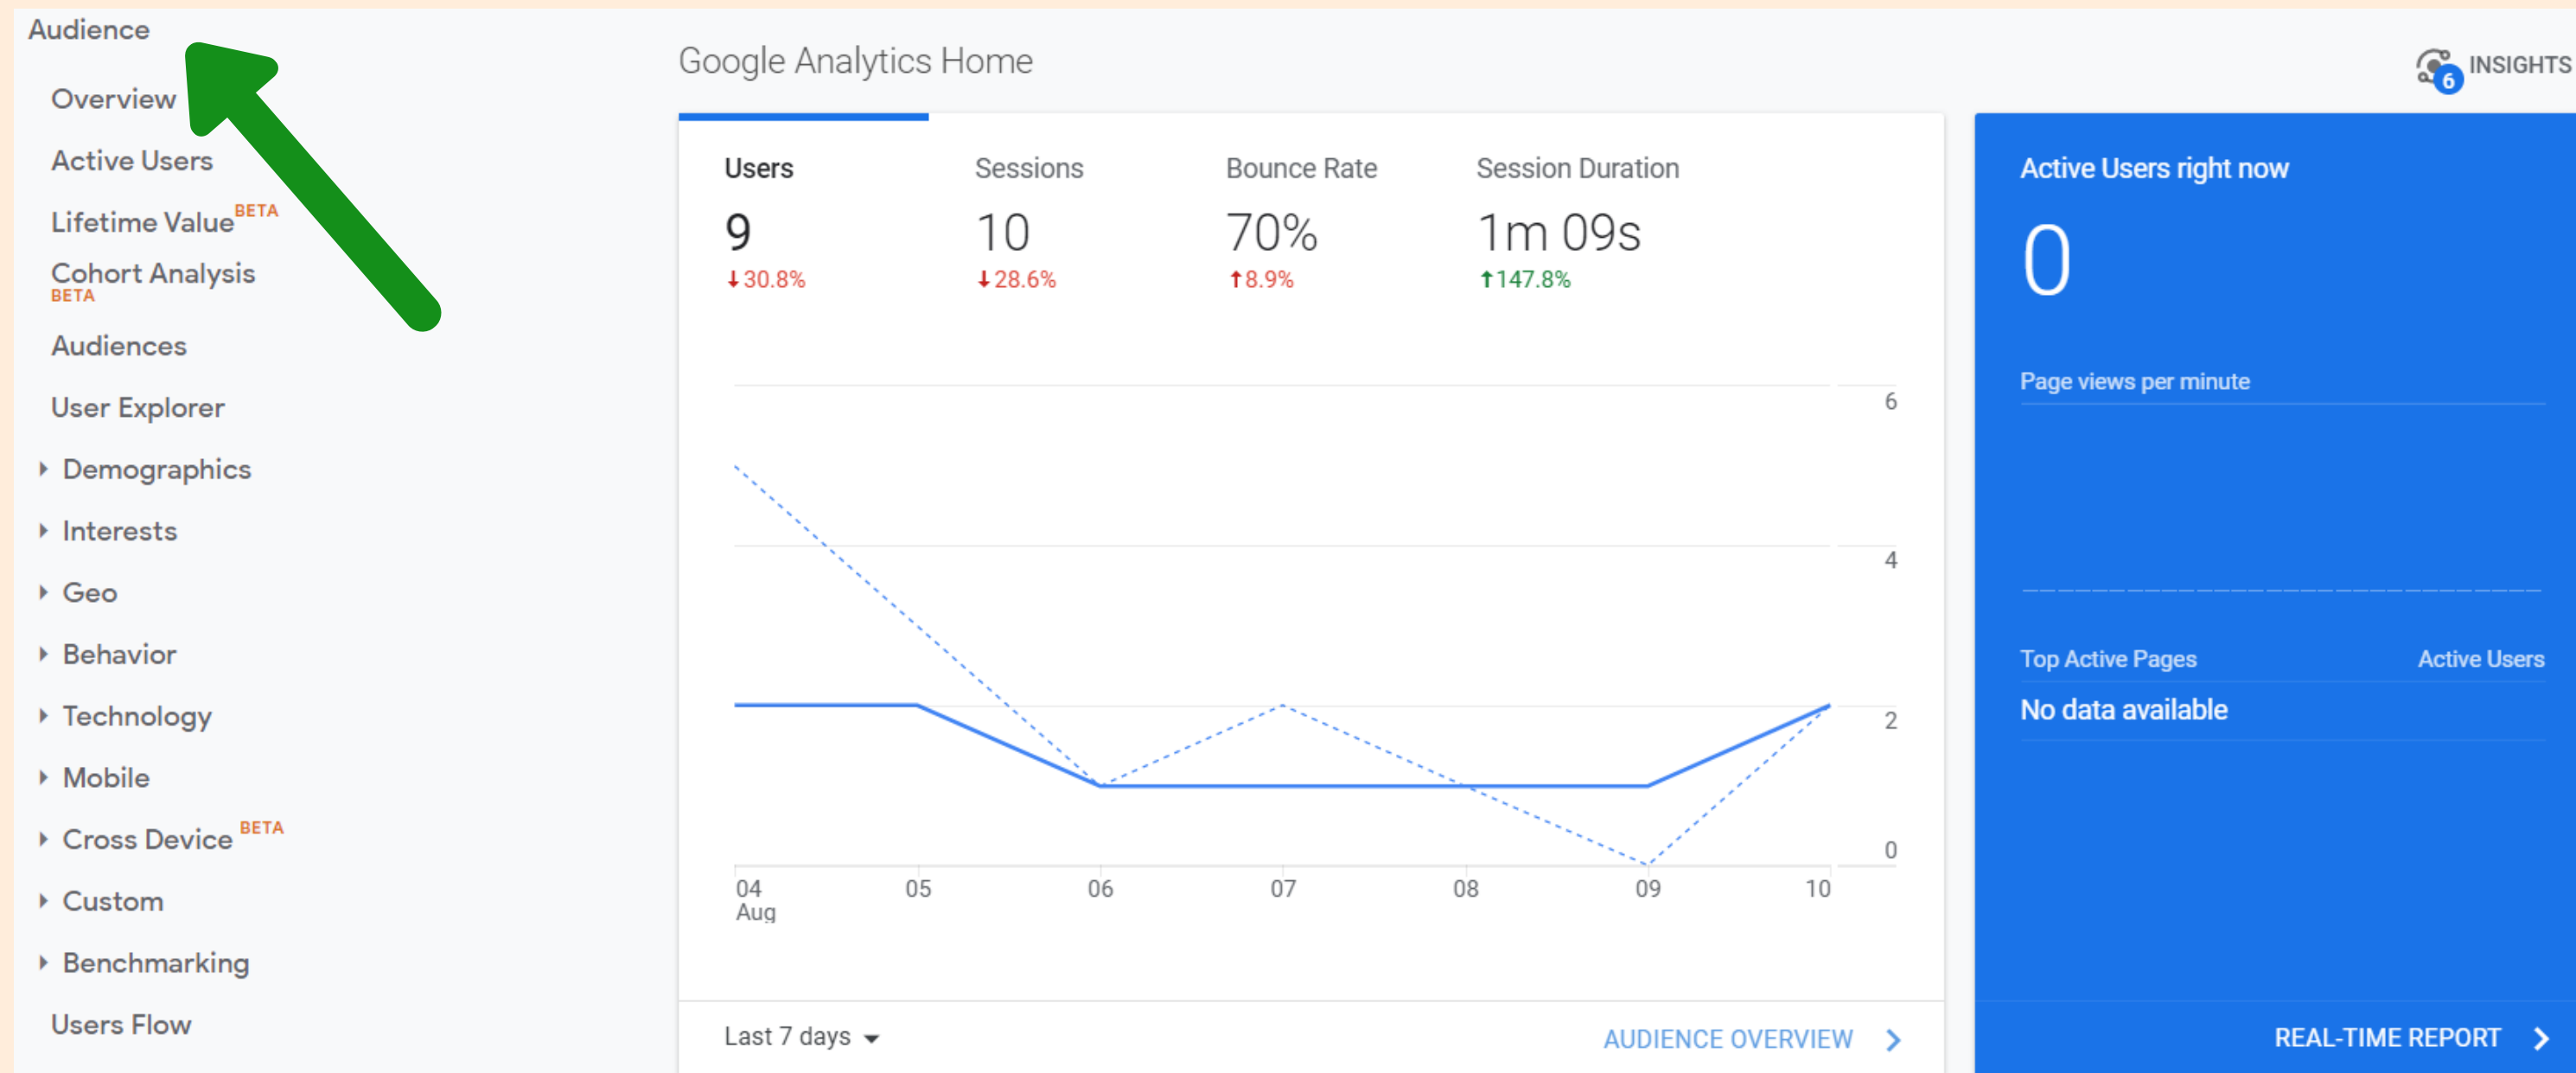 Audience
Overview
Active Users
Lifetime Value BETA
Cohort Analysis
BETA
Audiences
User Explorer
Demographics
Interests
Geo
Behavior
Technology
Mobile
Cross Device BETA
Custom
Benchmarking
Users Flow
Google Analytics Home
6 INSIGHTS
Users Sessions Bounce Rate Session Duration
9 10 70% 1m 09s
↓30.8% ↓28.6% ↑8.9% ↑147.8%
6
4
2
0
04 05 06 07 08 09 10
Aug
Last 7 days
AUDIENCE OVERVIEW
Active Users right now
0
Page views per minute
Top Active Pages Active Users
No data available
REAL-TIME REPORT